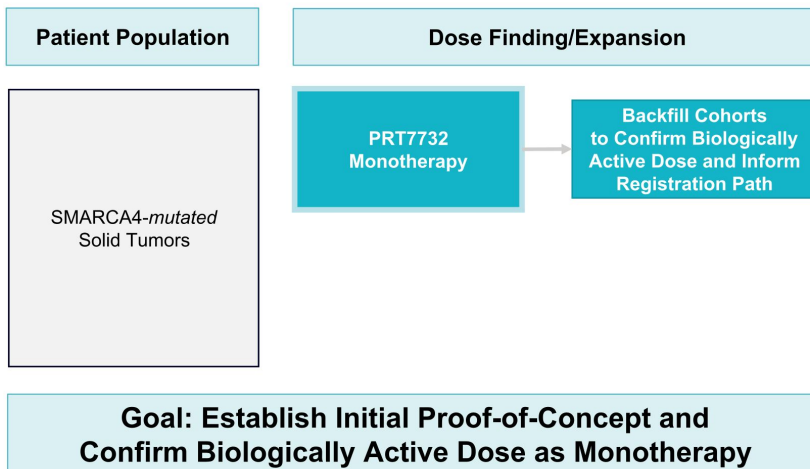 Patient Population
Dose Finding/Expansion
SMARCA4-mutated
Solid Tumors
PRT7732
Monotherapy
Backfill Cohorts
to Confirm Biologically
Active Dose and Inform
Registration Path
Goal: Establish Initial Proof-of-Concept and
Confirm Biologically Active Dose as Monotherapy